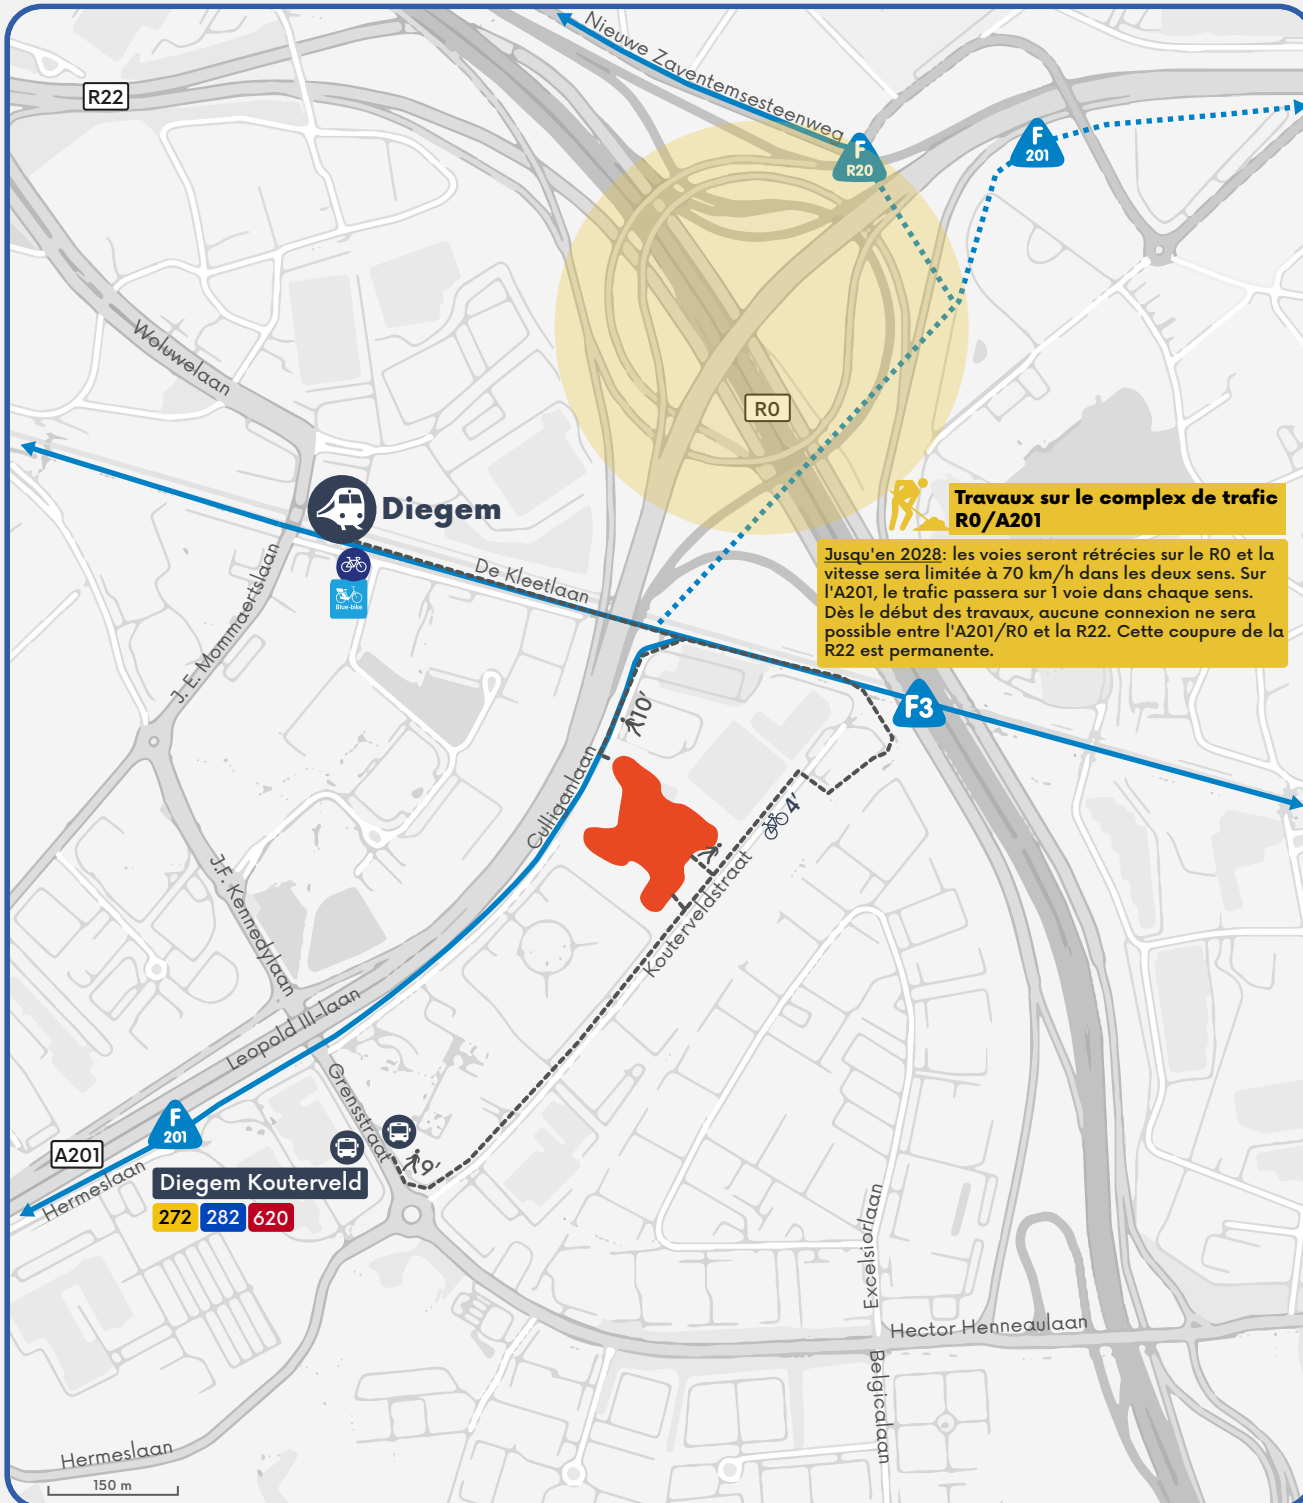 Nieuwe Zaventemsesteenweg
R22
F
R20
F
201
Woluwelaan
R0
Diegem
Blue-bike
De Kleetlaan
Travaux sur le complex de trafic
R0/A201
Jusqu'en 2028: les voies seront rétrécies sur le R0 et la
vitesse sera limitée à 70 km/h dans les deux sens. Sur
l'A201, le trafic passera sur 1 voie dans chaque sens.
Dès le début des travaux, aucune connexion ne sera
possible entre l'A201/R0 et la R22. Cette coupure de la
R22 est permanente.
J. E. Mommaertslaan
F3
10'
Culliganlaan
4'
J.F. Kennedylaan
Kouterveldstraat
Leopold III-laan
Grensstraat
F
201
A201
Hermeslaan
9'
Diegem Kouterveld
272 282 620
Excelsiorlaan
Hector Henneaulaan
Belgicalaan
Hermeslaan
150 m